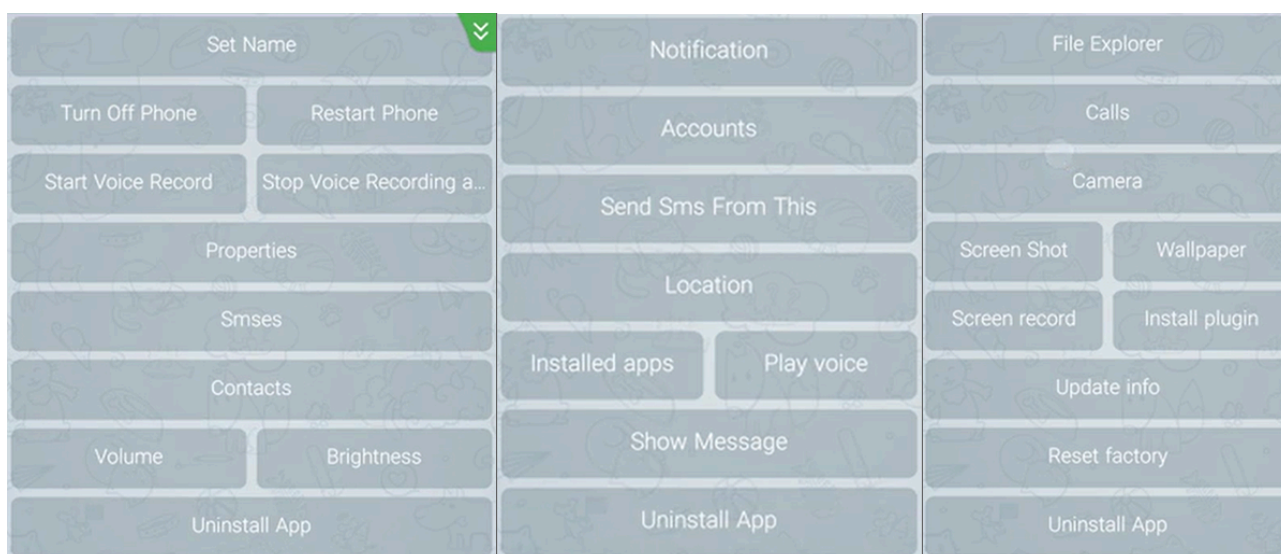 Set Name
Turn Off Phone
Restart Phone
Start Voice Record
Stop Voice Recording a...
Properties
Smses
Contacts
Volume
Brightness
Uninstall App
Notification
Accounts
Send Sms From This
Location
Installed apps
Play voice
Show Message
Uninstall App
File Explorer
Calls
Camera
Screen Shot
Wallpaper
Screen record
Install plugin
Update info
Reset factory
Uninstall App